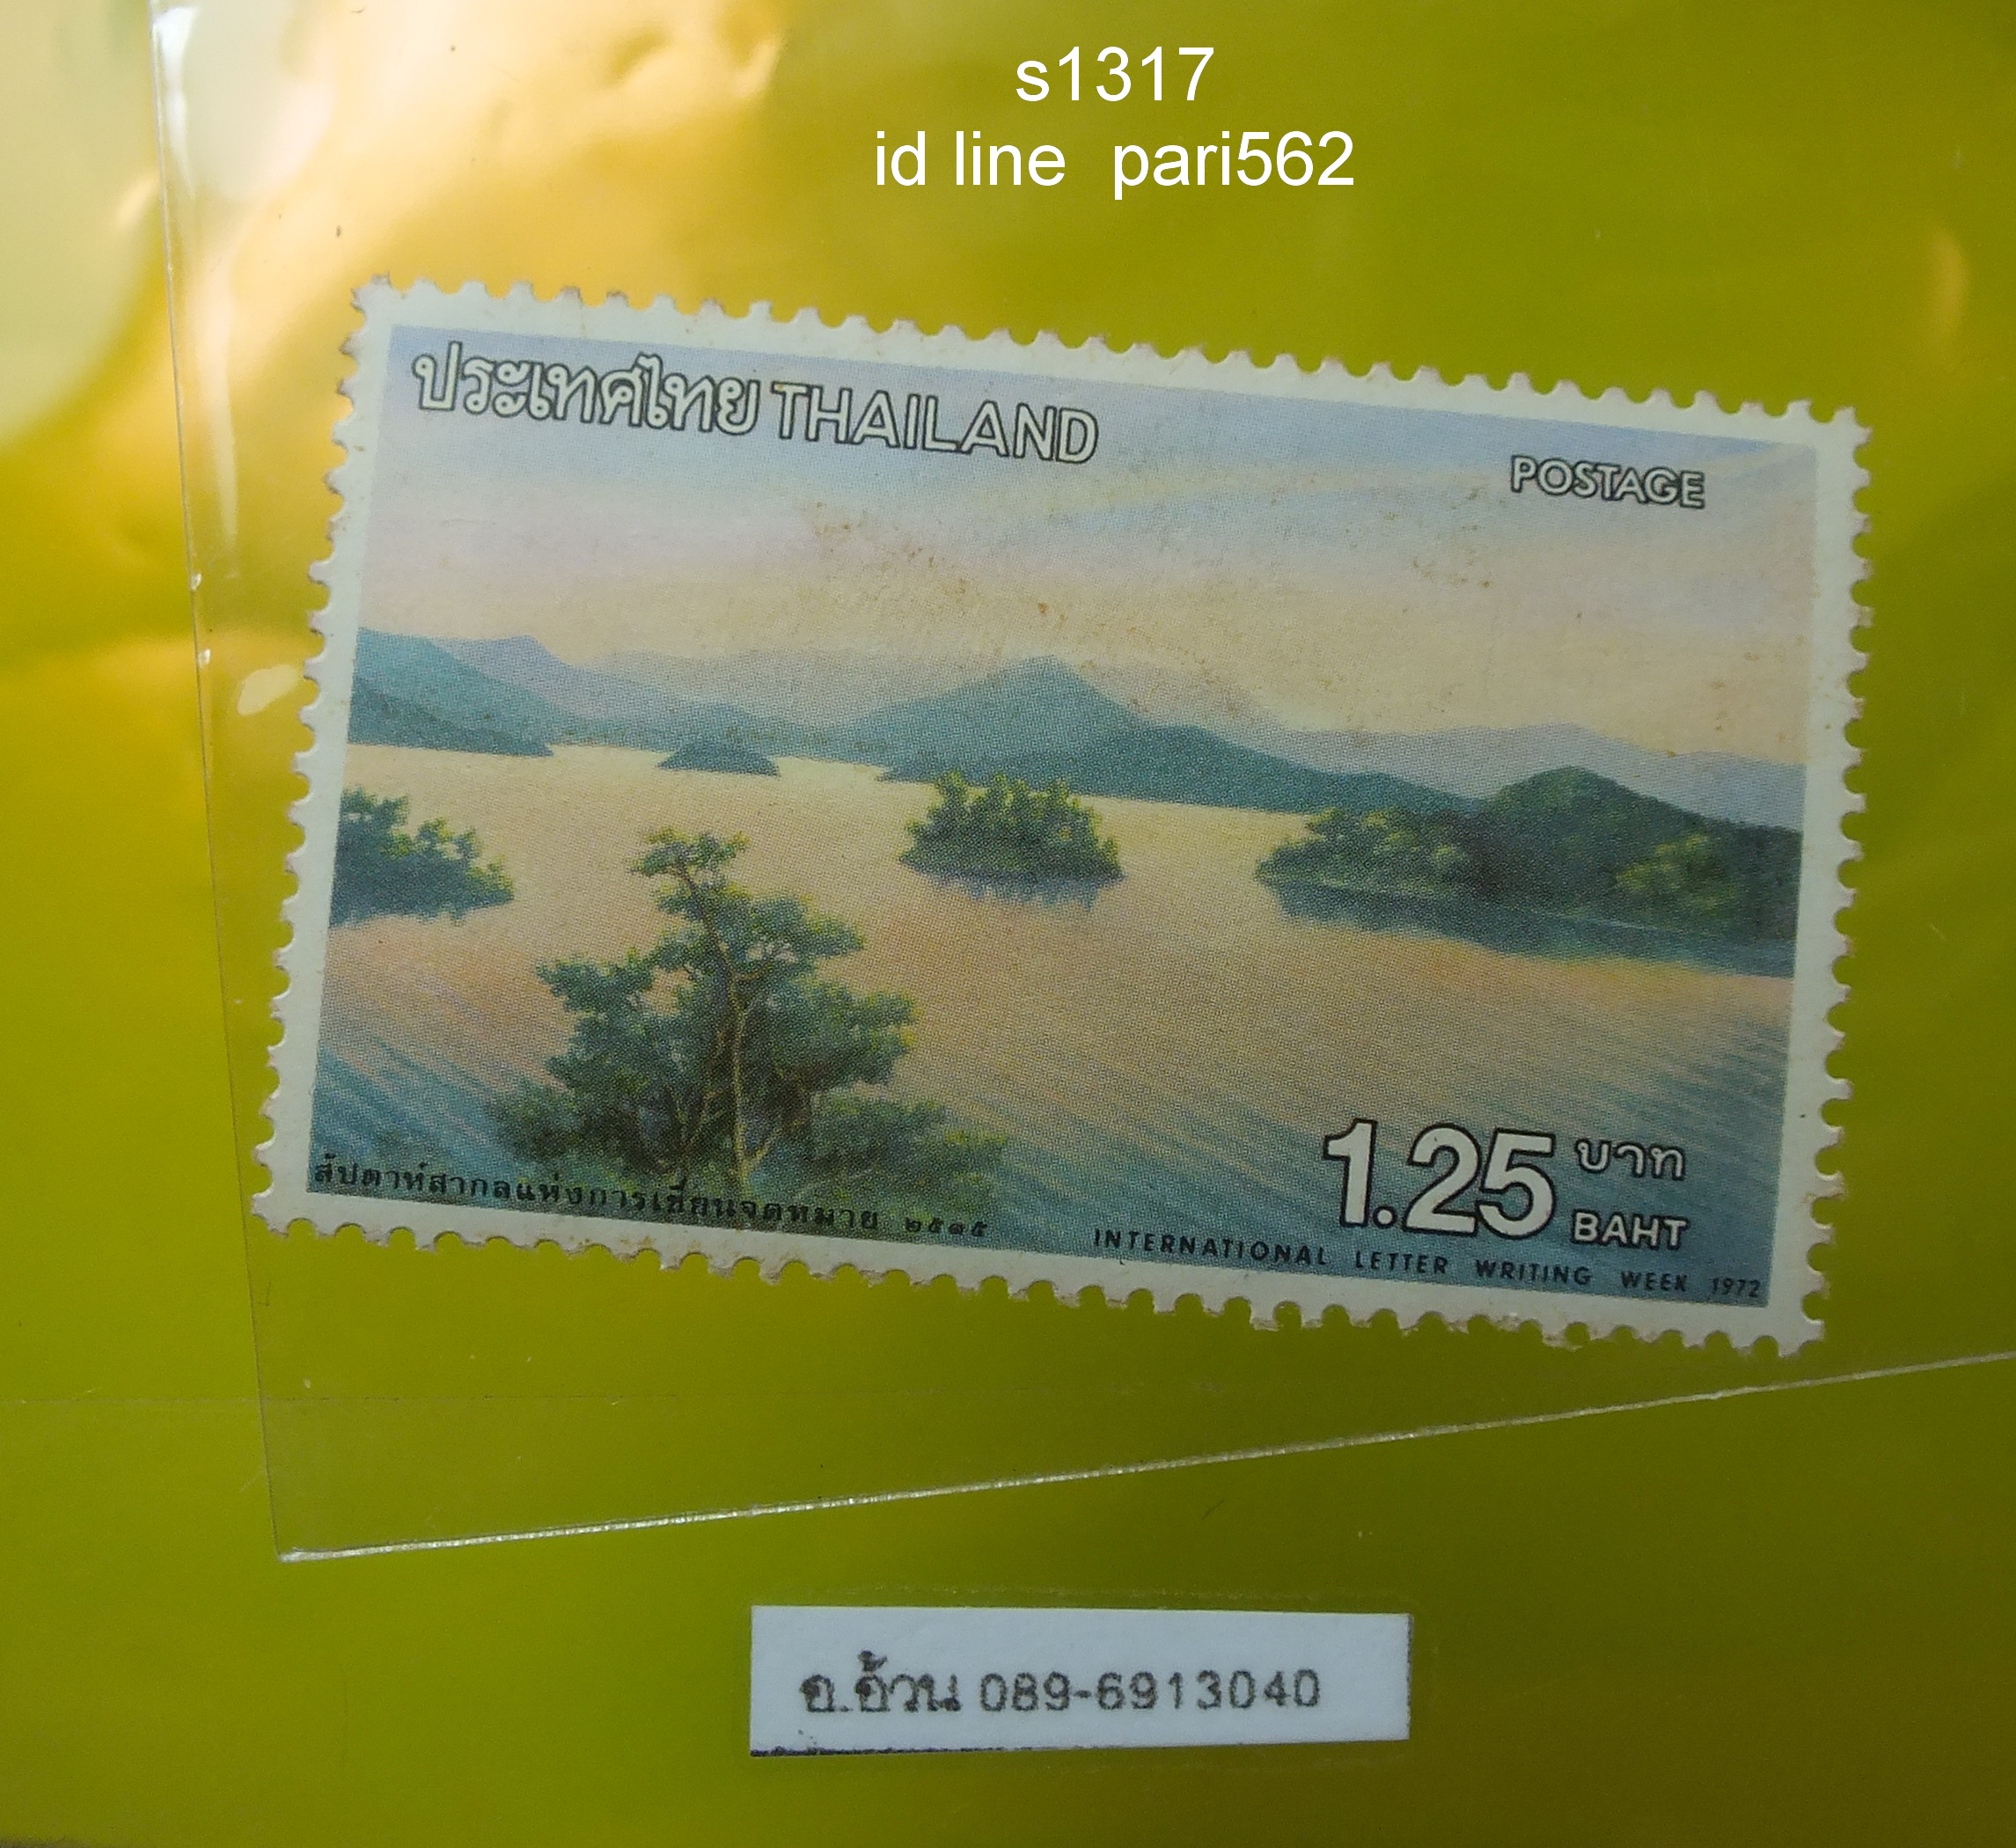 s1317
id line  pari562
ประเทศไทย THAILAND
POSTAGE
1.25 บาท
BAHT
สัปดาห์สากลแห่งการเขียนจดหมาย ๒๕๑๕
INTERNATIONAL LETTER WRITING WEEK 1972
อ.อ้วน 089-6913040